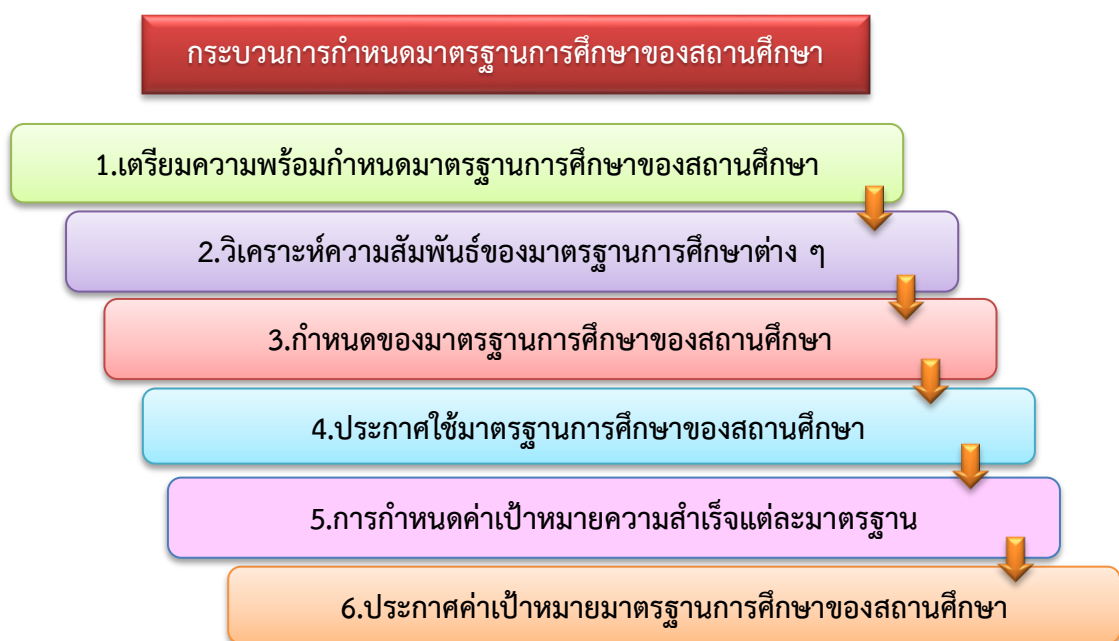 กระบวนการกำหนดมาตรฐานการศึกษาของสถานศึกษา
1.เตรียมความพร้อมกำหนดมาตรฐานการศึกษาของสถานศึกษา
2.วิเคราะห์ความสัมพันธ์ของมาตรฐานการศึกษาต่าง ๆ
3.กำหนดของมาตรฐานการศึกษาของสถานศึกษา
4.ประกาศใช้มาตรฐานการศึกษาของสถานศึกษา
5.การกำหนดค่าเป้าหมายความสำเร็จแต่ละมาตรฐาน
6.ประกาศค่าเป้าหมายมาตรฐานการศึกษาของสถานศึกษา